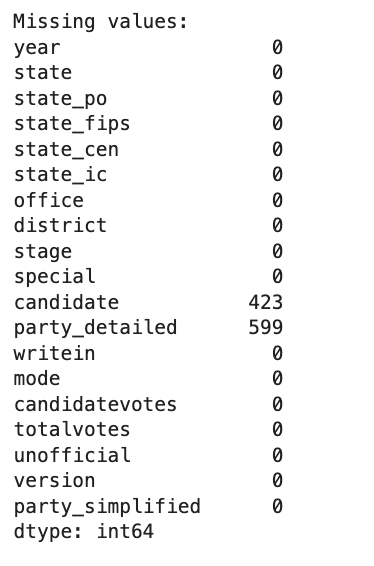 Missing values:
year                  0
state                 0
state_po              0
state_fips            0
state_cen             0
state_ic              0
office                0
district              0
stage                 0
special               0
candidate           423
party_detailed      599
writein               0
mode                  0
candidatevotes        0
totalvotes            0
unofficial            0
version               0
party_simplified      0
dtype: int64